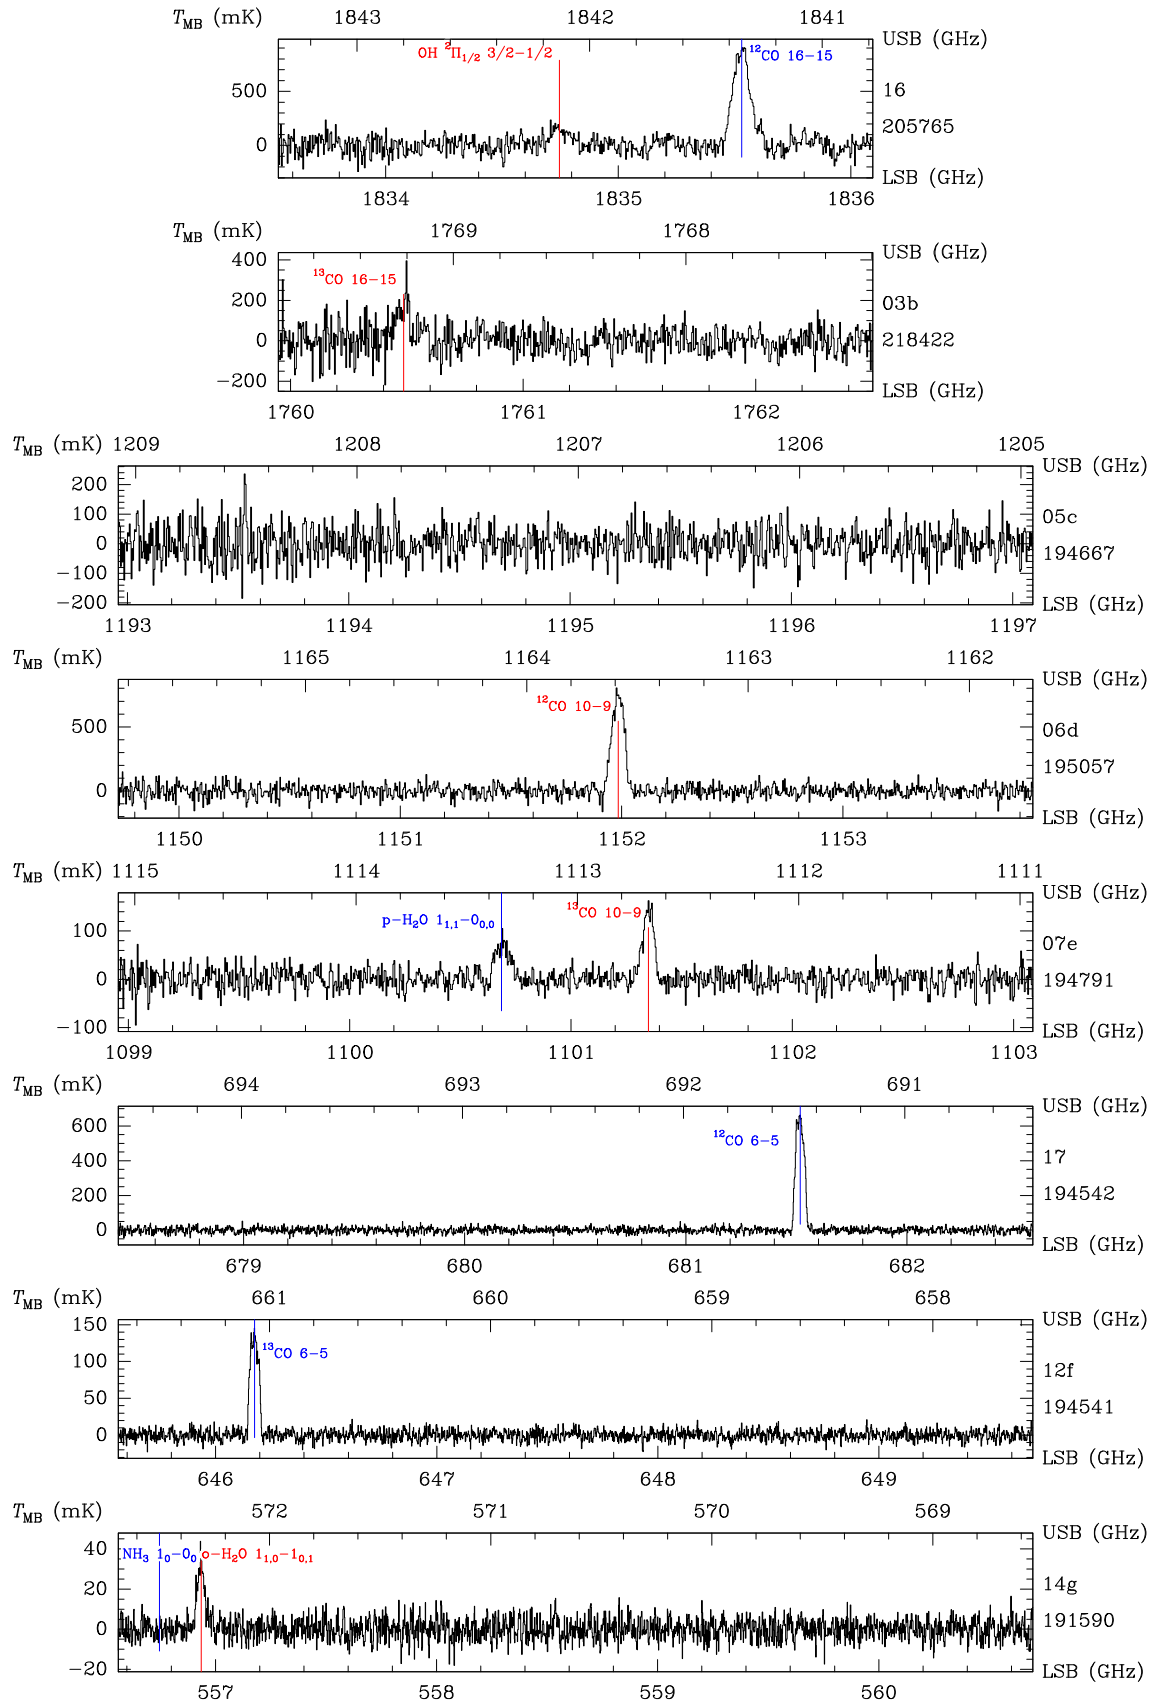 T_MB (mK) 1843 1842 1841 USB (GHz)
OH ²Π₁/₂ 3/2−1/2 ¹²CO 16−15
16
500
205765
0
LSB (GHz)
1834 1835 1836
T_MB (mK) 1769 1768 USB (GHz)
400
¹³CO 16−15
03b
200
218422
0
−200
LSB (GHz)
1760 1761 1762
T_MB (mK) 1209 1208 1207 1206 1205
USB (GHz)
200
05c
100
0
194667
−100
−200
LSB (GHz)
1193 1194 1195 1196 1197
T_MB (mK) 1165 1164 1163 1162
USB (GHz)
¹²CO 10−9
500
06d
195057
0
LSB (GHz)
1150 1151 1152 1153
T_MB (mK) 1115 1114 1113 1112 1111
USB (GHz)
p−H₂O 1₁,₁−0₀,₀ ¹³CO 10−9
100
07e
0
194791
−100
LSB (GHz)
1099 1100 1101 1102 1103
T_MB (mK) 694 693 692 691
USB (GHz)
600
¹²CO 6−5
17
400
200
194542
0
LSB (GHz)
679 680 681 682
T_MB (mK) 661 660 659 658
USB (GHz)
150
¹³CO 6−5
12f
100
50
194541
0
LSB (GHz)
646 647 648 649
T_MB (mK) 572 571 570 569
USB (GHz)
40
NH₃ 1₀−0₀ o−H₂O 1₁,₀−1₀,₁
14g
20
191590
0
−20
LSB (GHz)
557 558 559 560